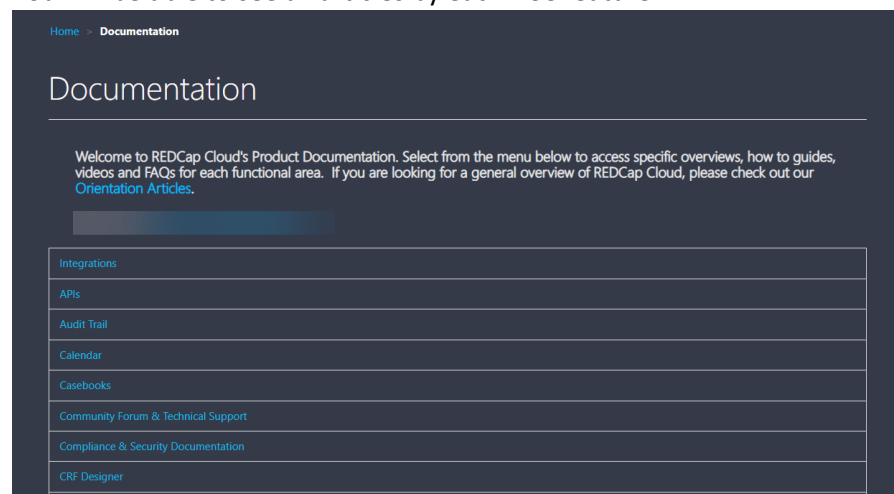 Home > Documentation
Documentation
Welcome to REDCap Cloud's Product Documentation. Select from the menu below to access specific overviews, how to guides,
videos and FAQs for each functional area. If you are looking for a general overview of REDCap Cloud, please check out our
Orientation Articles.
Integrations
APIs
Audit Trail
Calendar
Casebooks
Community Forum & Technical Support
Compliance & Security Documentation
CRF Designer